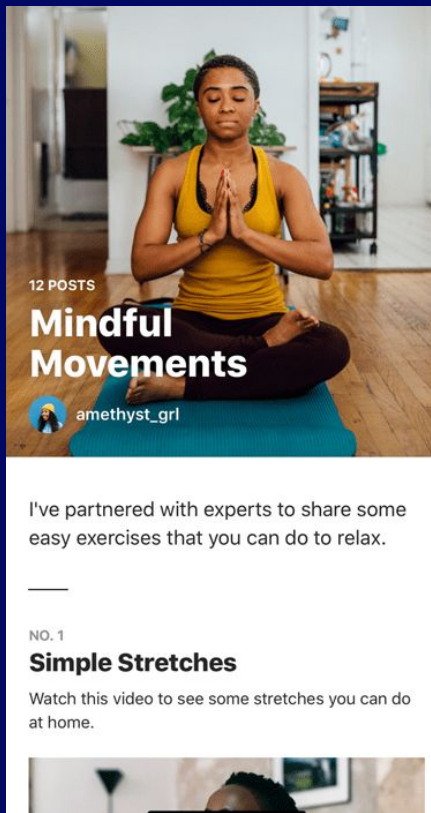 12 POSTS
Mindful
Movements
amethyst_grl
I've partnered with experts to share some
easy exercises that you can do to relax.
NO. 1
Simple Stretches
Watch this video to see some stretches you can do
at home.